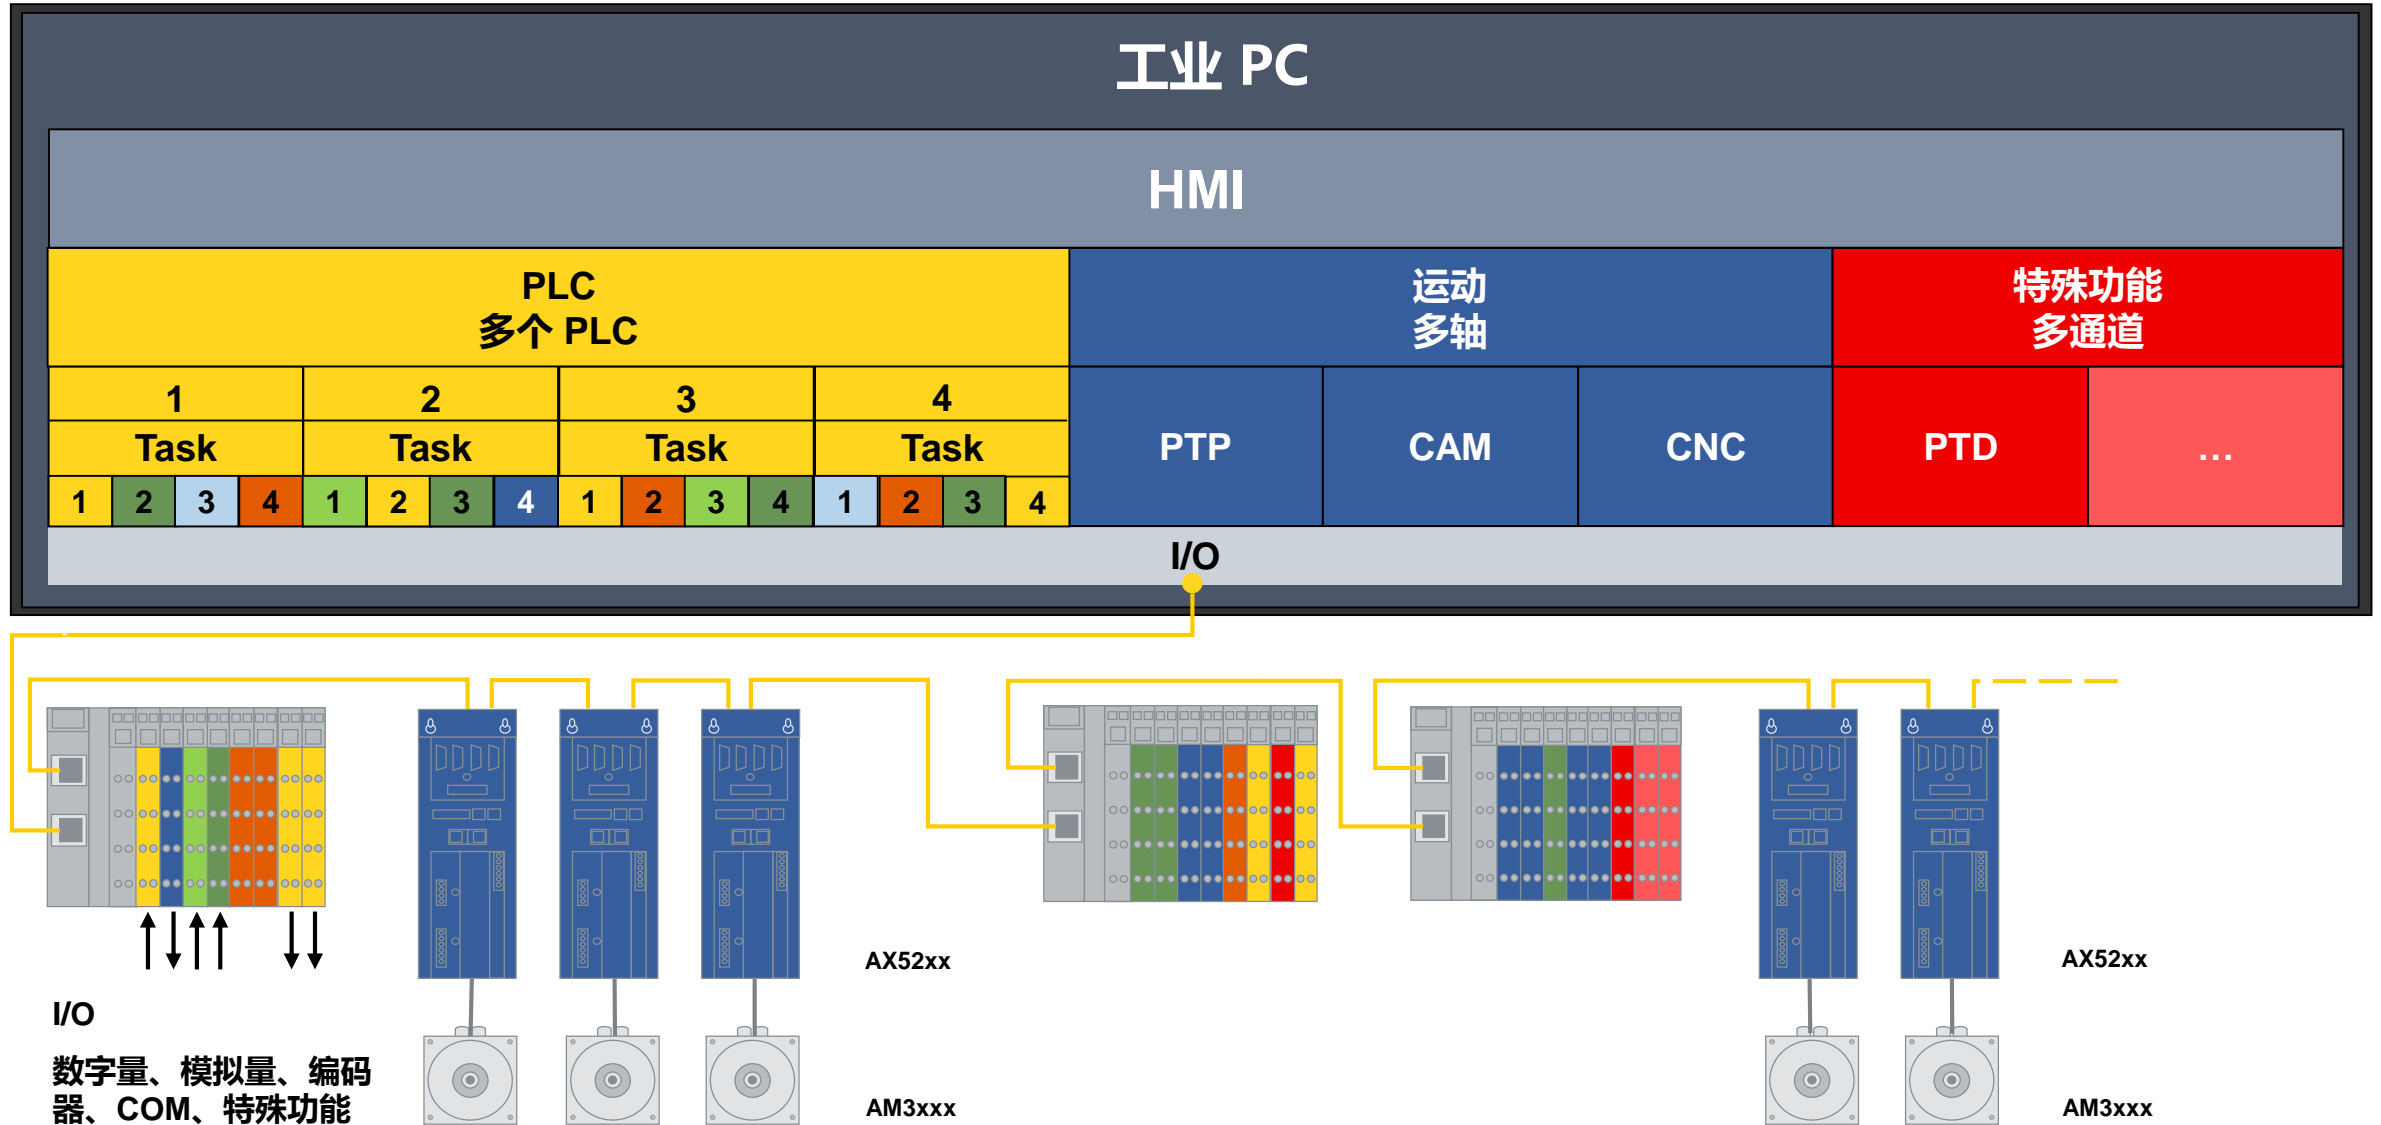 工业 PC
HMI
PLC
多个 PLC
运动
多轴
特殊功能
多通道
1 2 3 4
Task Task Task Task
PTP CAM CNC PTD ...
1 2 3 4 1 2 3 4 1 2 3 4 1 2 3 4
I/O
AX52xx
AX52xx
I/O
数字量、模拟量、编码
器、COM、特殊功能
AM3xxx
AM3xxx